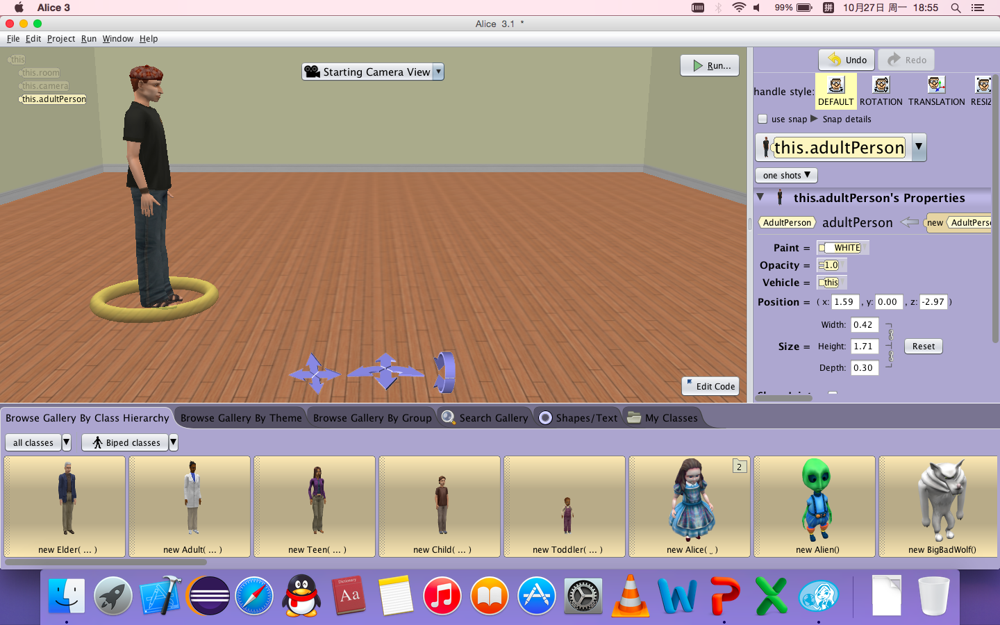 Alice 3
99%
拼
10月27日 周一 18:55
Alice 3.1 *
File Edit Project Run Window Help
this
this.room
this.camera
this.adultPerson
Starting Camera View
Run...
Undo
Redo
handle style:
DEFAULT
ROTATION
TRANSLATION
use snap
Snap details
this.adultPerson
one shots
this.adultPerson's Properties
AdultPerson adultPerson new
Paint = WHITE
Opacity = 1.0
Vehicle = this
Position = ( x: 1.59 , y: 0.00 , z: -2.97 )
Width: 0.42
Size = Height: 1.71 Reset
Depth: 0.30
Edit Code
Browse Gallery By Class Hierarchy
Browse Gallery By Theme
Browse Gallery By Group
Search Gallery
Shapes/Text
My Classes
all classes
Biped classes
2
new Elder( ... )
new Adult( ... )
new Teen( ... )
new Child( ... )
new Toddler( ... )
new Alice( ˬ )
new Alien()
new BigBadWolf()
Dictionary
Aa